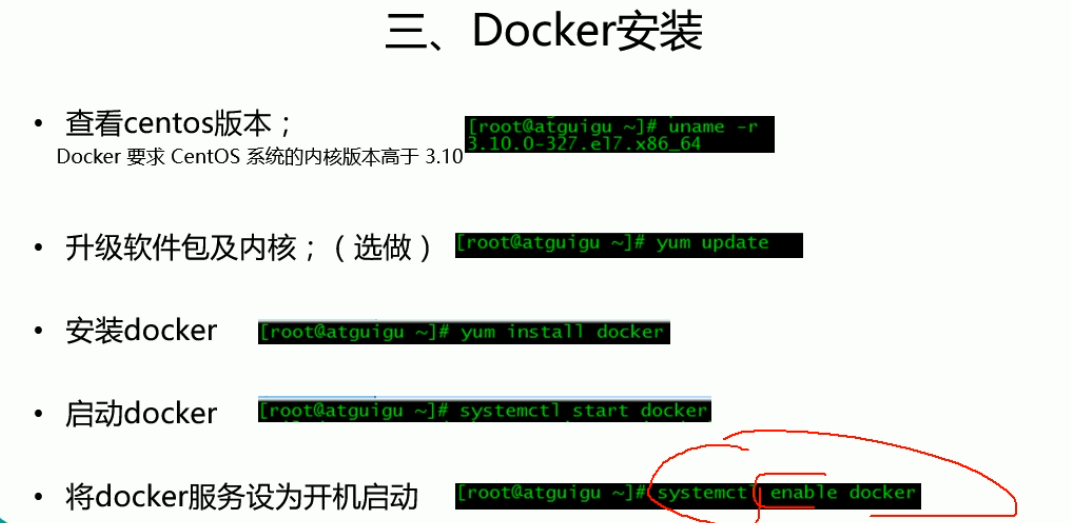 三、Docker安装
• 查看centos版本；
[root@atguigu ~]# uname -r
3.10.0-327.el7.x86_64
Docker 要求 CentOS 系统的内核版本高于 3.10
• 升级软件包及内核；（选做）
[root@atguigu ~]# yum update
• 安装docker
[root@atguigu ~]# yum install docker
• 启动docker
[root@atguigu ~]# systemctl start docker
• 将docker服务设为开机启动
[root@atguigu ~]# systemctl enable docker